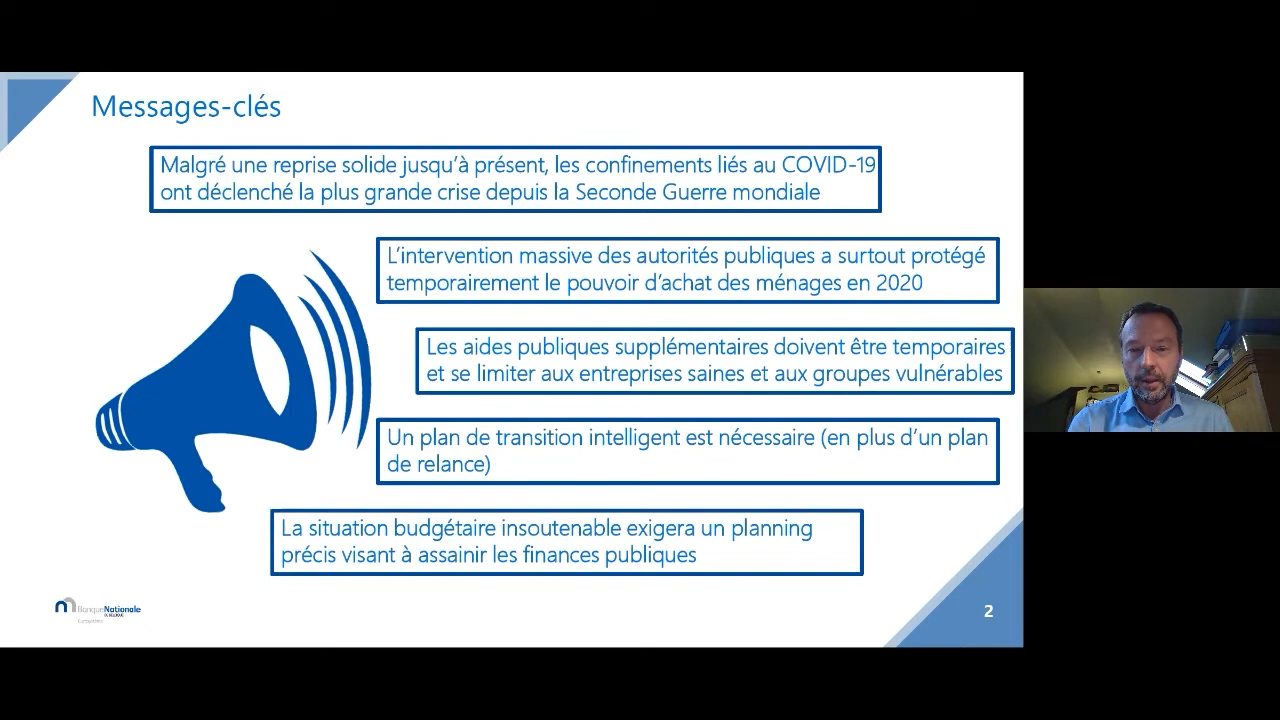 Messages-clés
Malgré une reprise solide jusqu’à présent, les confinements liés au COVID-19
ont déclenché la plus grande crise depuis la Seconde Guerre mondiale
L’intervention massive des autorités publiques a surtout protégé
temporairement le pouvoir d’achat des ménages en 2020
Les aides publiques supplémentaires doivent être temporaires
et se limiter aux entreprises saines et aux groupes vulnérables
Un plan de transition intelligent est nécessaire (en plus d’un plan
de relance)
La situation budgétaire insoutenable exigera un planning
précis visant à assainir les finances publiques
BanqueNationale
DE BELGIQUE
Eurosystème
2